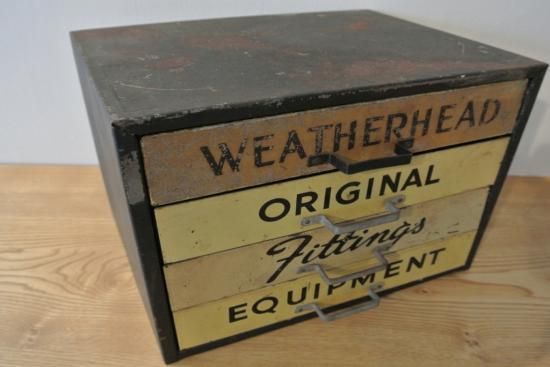 WEATHERHEAD
ORIGINAL
Fittings
EQUIPMENT